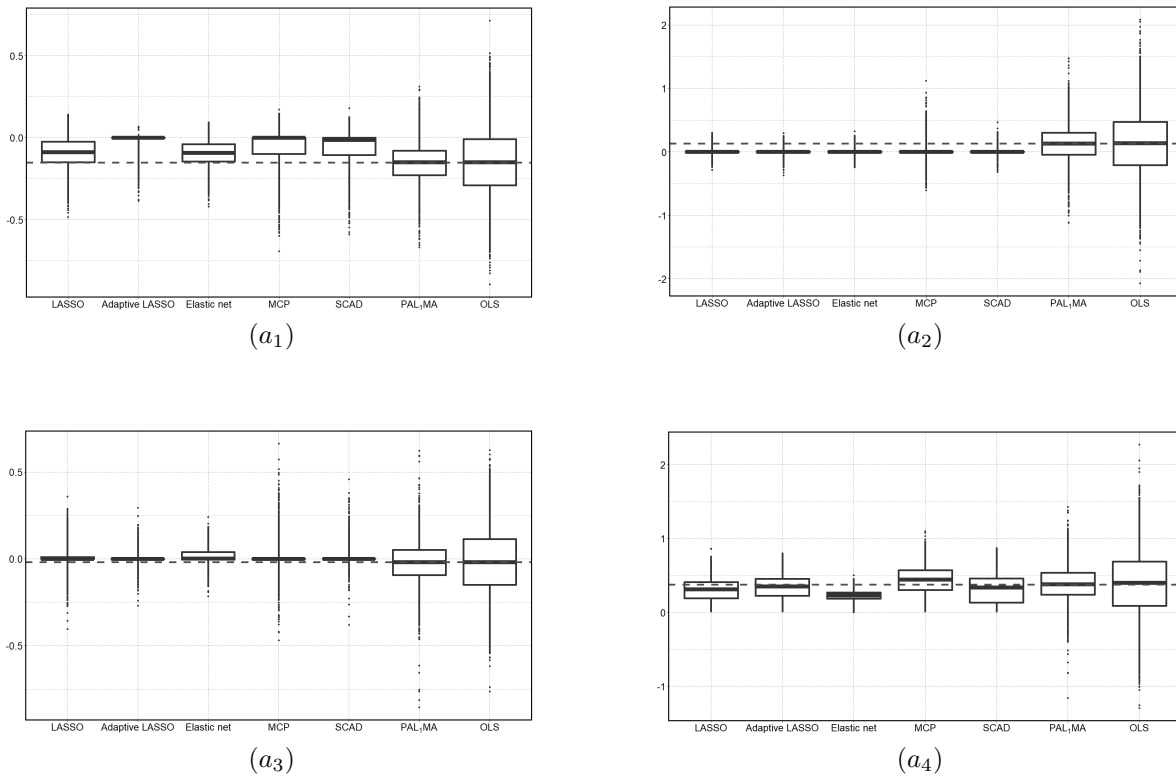 0.5
0.0
-0.5
LASSO Adaptive LASSO Elastic net MCP SCAD PAL₁MA OLS
(a₁)
2
1
0
-1
-2
LASSO Adaptive LASSO Elastic net MCP SCAD PAL₁MA OLS
(a₂)
0.5
0.0
-0.5
LASSO Adaptive LASSO Elastic net MCP SCAD PAL₁MA OLS
(a₃)
2
1
0
-1
LASSO Adaptive LASSO Elastic net MCP SCAD PAL₁MA OLS
(a₄)